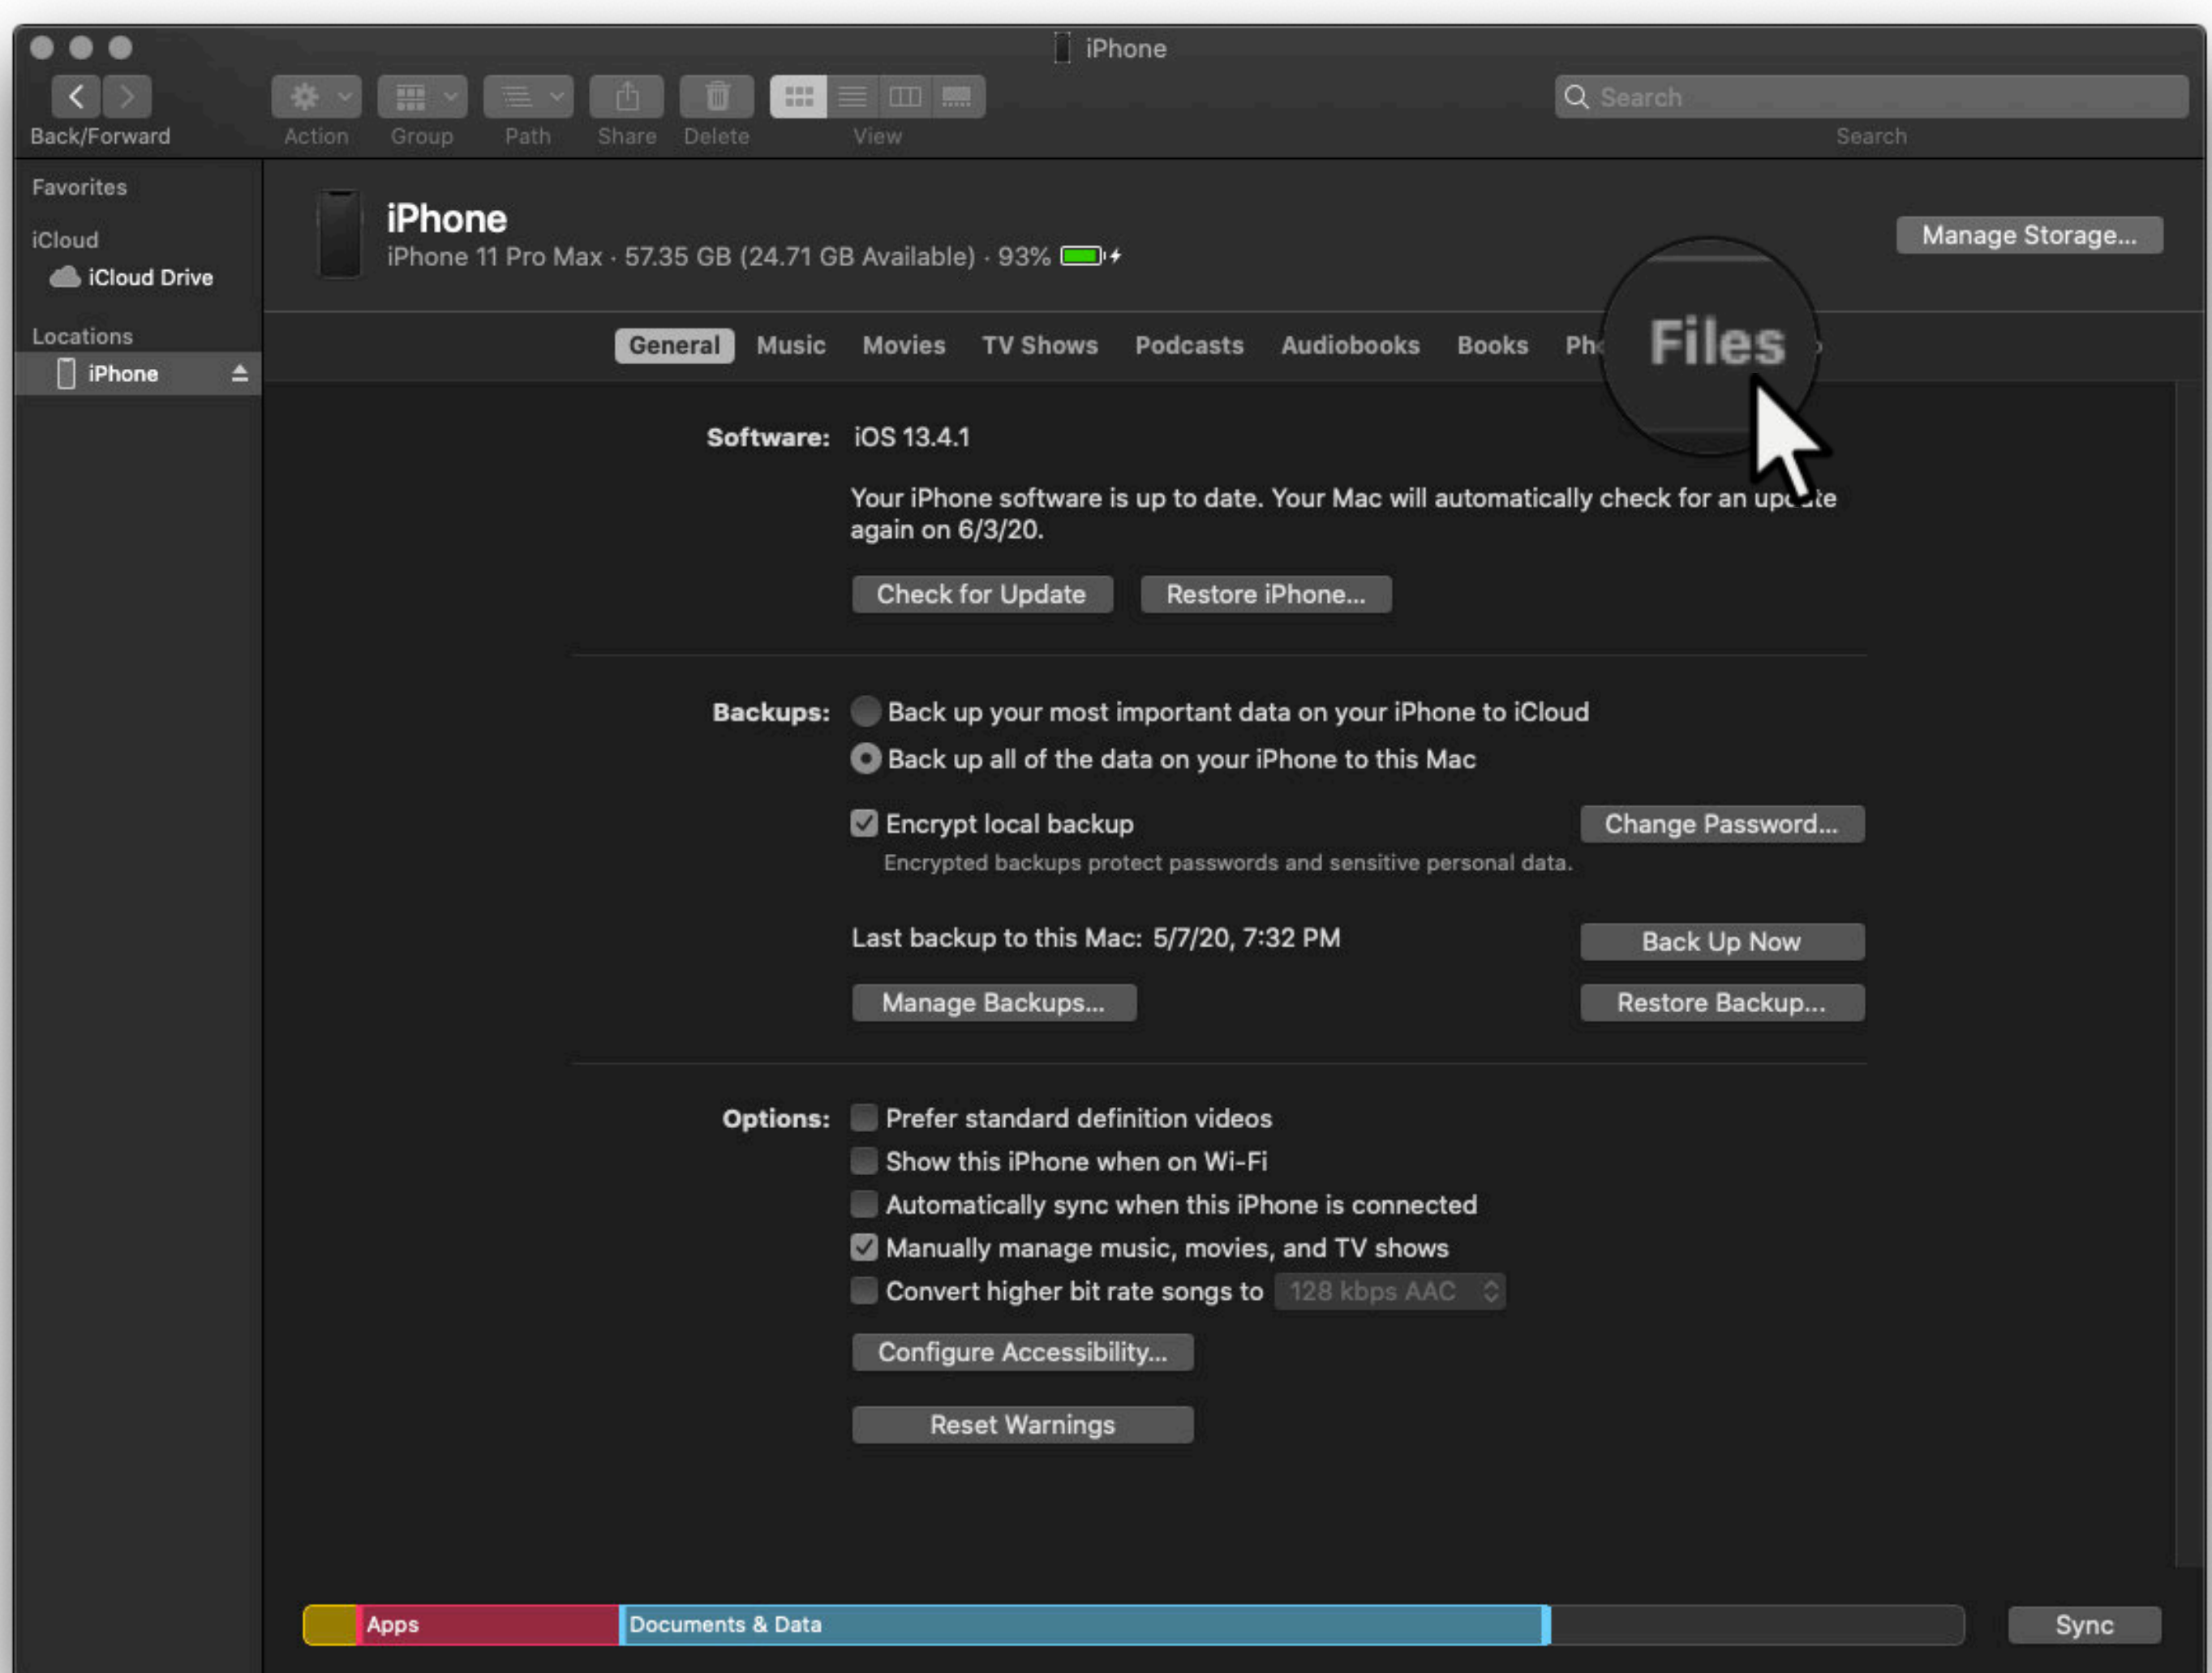 iPhone
Search
Back/Forward
Action
Group
Path
Share
Delete
View
Search
Favorites
iCloud
iCloud Drive
Locations
iPhone
iPhone
iPhone 11 Pro Max · 57.35 GB (24.71 GB Available) · 93%
Manage Storage...
General Music Movies TV Shows Podcasts Audiobooks Books Files
Software: iOS 13.4.1
Your iPhone software is up to date. Your Mac will automatically check for an update
again on 6/3/20.
Check for Update
Restore iPhone...
Backups: Back up your most important data on your iPhone to iCloud
Back up all of the data on your iPhone to this Mac
Encrypt local backup
Change Password...
Encrypted backups protect passwords and sensitive personal data.
Last backup to this Mac: 5/7/20, 7:32 PM
Back Up Now
Manage Backups...
Restore Backup...
Options: Prefer standard definition videos
Show this iPhone when on Wi-Fi
Automatically sync when this iPhone is connected
Manually manage music, movies, and TV shows
Convert higher bit rate songs to 128 kbps AAC
Configure Accessibility...
Reset Warnings
Apps
Documents & Data
Sync